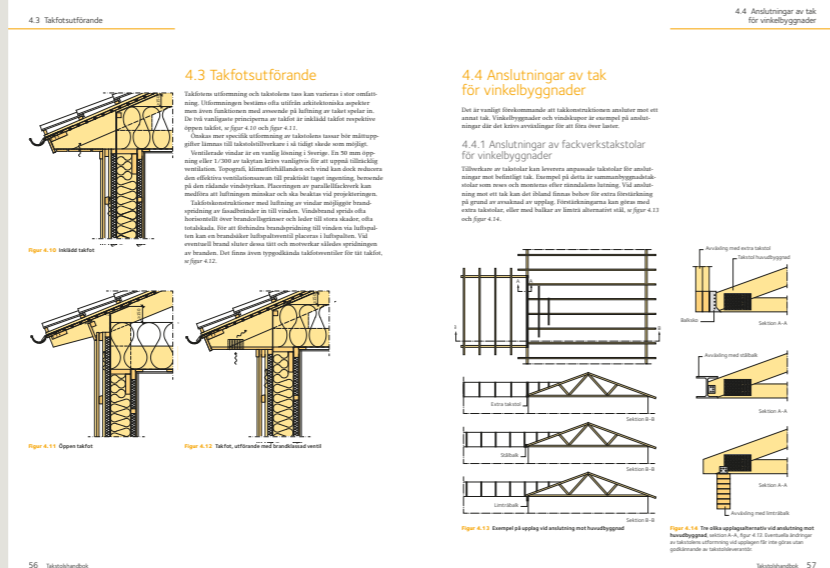 4.3 Takfotsutförande
4.4 Anslutningar av tak
för vinkelbyggnader
4.3 Takfotsutförande
Takfotens utformning och takstolens tass kan varieras i stor omfatt-
ning. Utformningen bestäms ofta utifrån arkitektoniska aspekter
men även funktionen med avseende på luftning av taket spelar in.
De två vanligaste principerna av takfot är inklädd takfot respektive
öppen takfot, se figur 4.10 och figur 4.11.
Önskas mer specifik utformning av takstolens tassar bör måttupp-
gifter lämnas till takstolstillverkare i så tidigt skede som möjligt.
Ventilerade vindar är en vanlig lösning i Sverige. En 50 mm öpp-
ning eller 1/300 av takytan krävs vanligtvis för att uppnå tillräcklig
ventilation. Topografi, klimatförhållanden och vind kan dock reducera
den effektiva ventilationsarean till praktiskt taget ingenting, beroende
på den rådande vindstyrkan. Placeringen av parallellfackverk kan
medföra att luftningen minskar och ska beaktas vid projekteringen.
Takfotskonstruktioner med luftning av vindar möjliggör brand-
spridning av fasadbränder in till vinden. Vindsbrand sprids ofta
horisontellt över brandcellsgränser och leder till stora skador, ofta
totalskada. För att förhindra brandspridning till vinden via luftspal-
ten kan en brandsäker luftspaltsventil placeras i luftspalten. Vid
eventuell brand sluter dessa tätt och motverkar således spridningen
av branden. Det finns även typgodkända takfotsventiler för tät takfot,
se figur 4.12.
Figur 4.10 Inklädd takfot
Figur 4.11 Öppen takfot
Figur 4.12 Takfot, utförande med brandklassad ventil
4.4 Anslutningar av tak
för vinkelbyggnader
Det är vanligt förekommande att takkonstruktionen ansluter mot ett
annat tak. Vinkelbyggnader och vindskupor är exempel på anslut-
ningar där det krävs avväxlingar för att föra över laster.
4.4.1 Anslutningar av fackverkstakstolar
för vinkelbyggnader
Tillverkare av takstolar kan leverera anpassade takstolar för anslut-
ningar mot befintligt tak. Exempel på detta är sammanbyggnadstak-
stolar som reses och monteras efter ränndalens lutning. Vid anslut-
ning mot ett tak kan det ibland finnas behov för extra förstärkning
på grund av avsaknad av upplag. Förstärkningarna kan göras med
extra takstolar, eller med balkar av limträ alternativt stål, se figur 4.13
och figur 4.14.
A A
B B
Extra takstol
Sektion B–B
Stålbalk
Sektion B–B
Limträbalk
Sektion B–B
Figur 4.13 Exempel på upplag vid anslutning mot huvudbyggnad
Avväxling med extra takstol
Takstol huvudbyggnad
Balksko
Sektion A–A
Avväxling med stålbalk
Sektion A–A
Sektion A–A
Avväxling med limträbalk
Figur 4.14 Tre olika upplagsalternativ vid anslutning mot
huvudbyggnad, sektion A–A, figur 4.13. Eventuella ändringar
av takstolens utformning vid upplagen får inte göras utan
godkännande av takstolsleverantör.
56 Takstolshandbok
Takstolshandbok 57